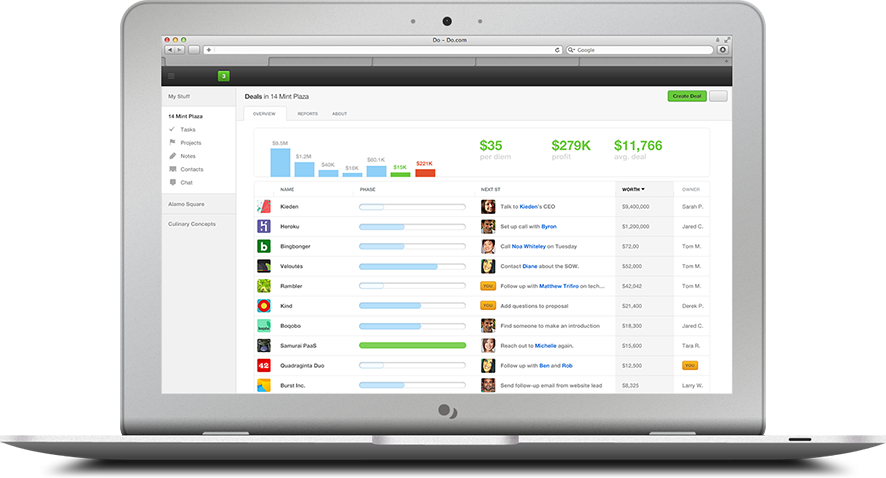 Do – Do.com
Google
3
My Stuff
14 Mint Plaza
Tasks
Projects
Notes
Contacts
Chat
Alamo Square
Culinary Concepts
Deals in 14 Mint Plaza
Create Deal
OVERVIEW REPORTS ABOUT
$9.5M $1.2M $40K $18K $80.1K $15K $221K
$35 $279K $11,766
per diem profit avg. deal
NAME PHASE NEXT ST WORTH OWNER
Kieden Talk to Kieden's CEO $9,400,000 Sarah P.
Heroku Set up call with Byron $1,200,000 Jared C.
b Bingbonger Call Noa Whiteley on Tuesday $72,00 Tom M.
Veloutés Contact Diane about the SOW. $52,000 Tom M.
Rambler YOU Follow up with Matthew Trifiro on tech... $42,042 Tom M.
Kind YOU Add questions to proposal $21,400 Derek P.
Boqobo Find someone to make an introduction $18,300 Jared C.
Samurai PaaS Reach out to Michelle again. $15,600 Tara R.
42 Quadraginta Duo Follow up with Ben and Rob $12,500 YOU
Burst Inc. Send follow-up email from website lead $8,325 Larry W.